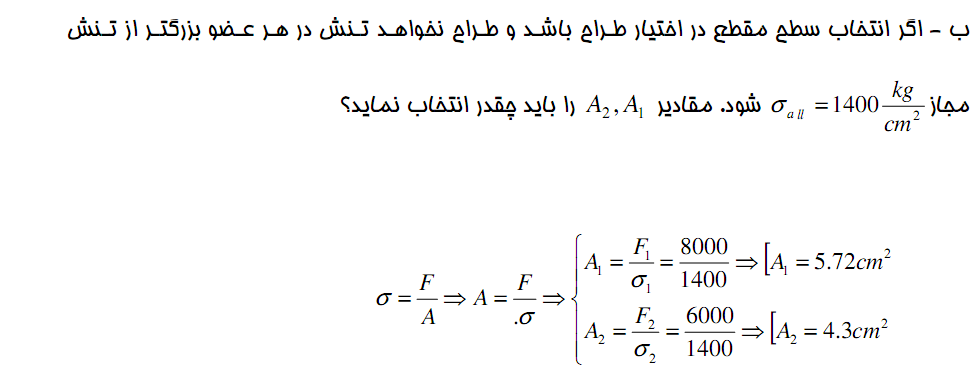 ب - اگر انتخاب سطح مقطع در اختیار طراح باشد و طراح نخواهد تنش در هر عضو بزرگتر از تنش
مجاز σ_all = 1400 kg/cm² شود. مقادیر A₂, A₁ را باید چقدر انتخاب نماید؟
σ = F/A ⇒ A = F/.σ ⇒ {
A₁ = F₁/σ₁ = 8000/1400 ⇒ [A₁ = 5.72cm²
A₂ = F₂/σ₂ = 6000/1400 ⇒ [A₂ = 4.3cm²